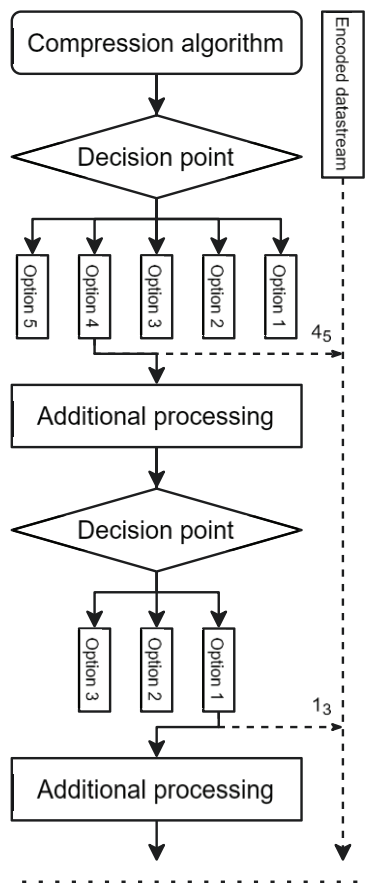 Compression algorithm
Encoded datastream
Decision point
Option 5
Option 4
Option 3
Option 2
Option 1
4₅
Additional processing
Decision point
Option 3
Option 2
Option 1
1₃
Additional processing